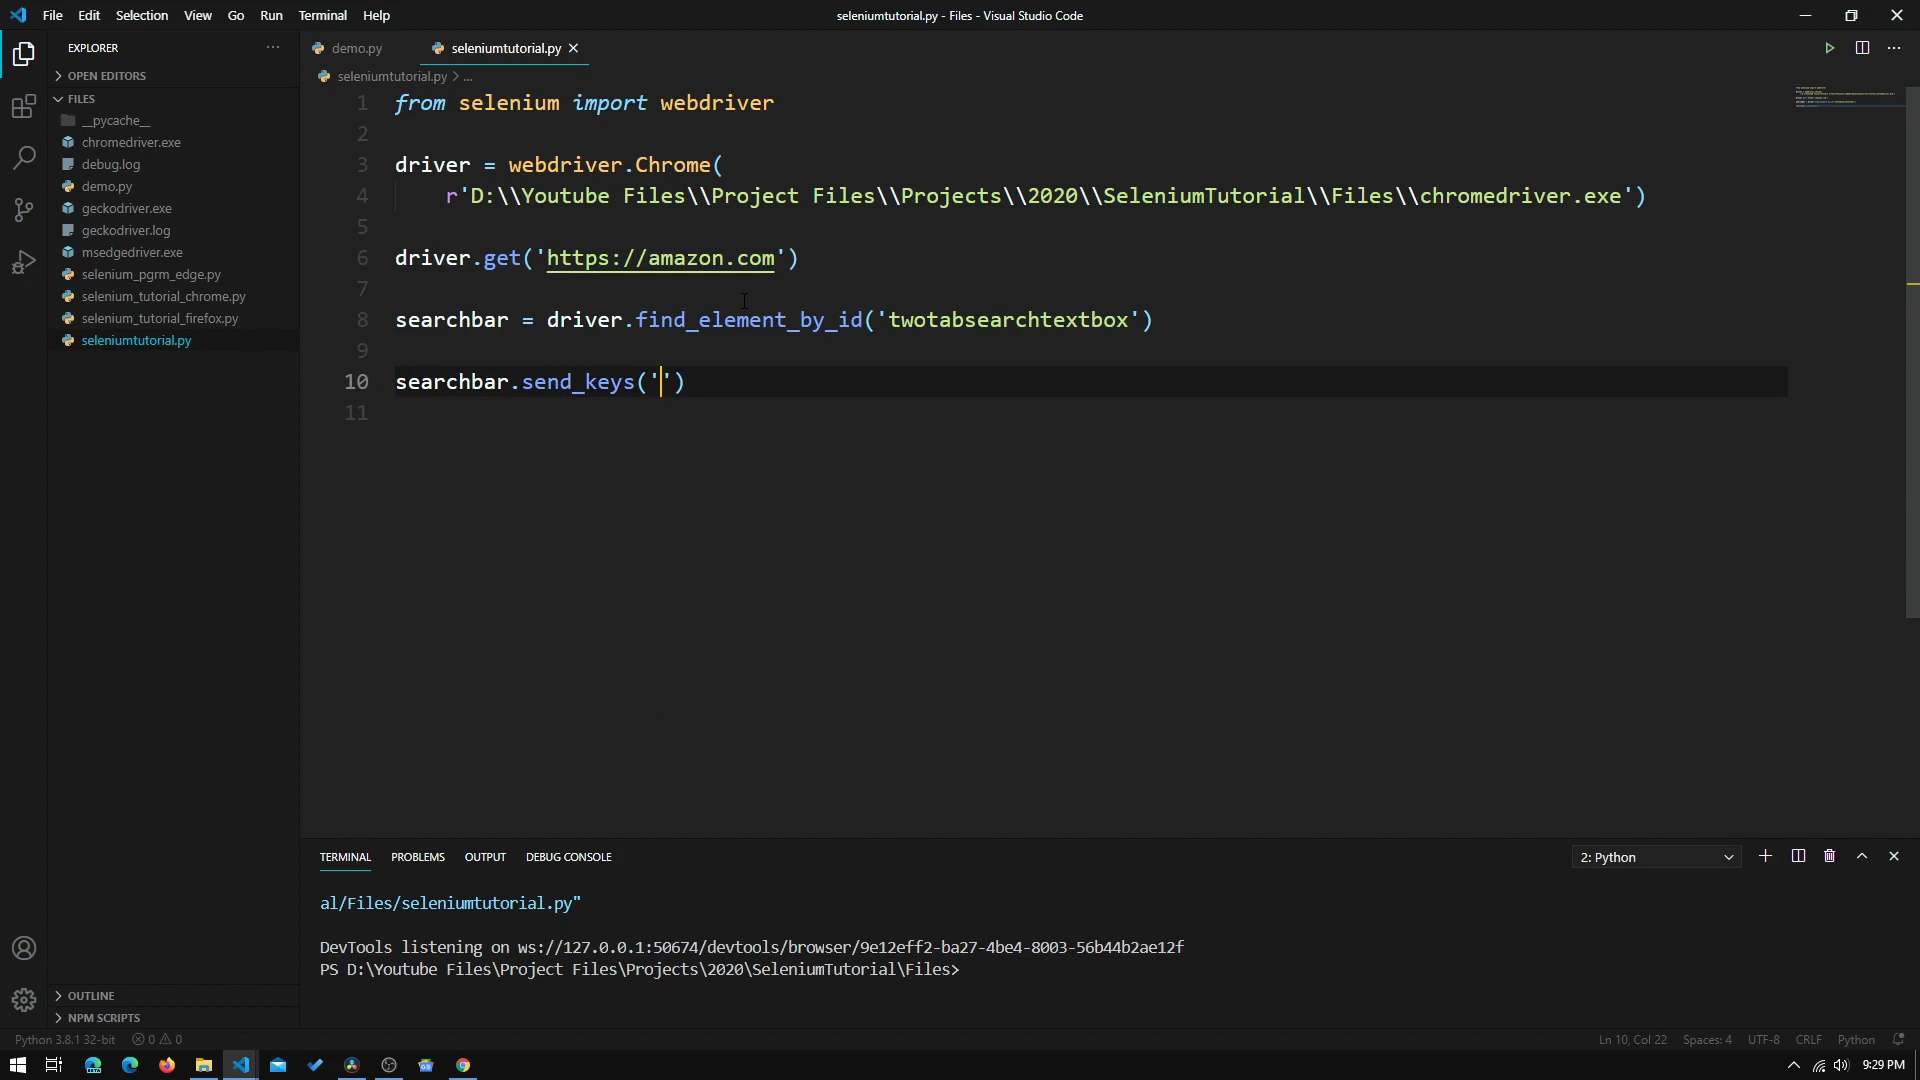 File Edit Selection View Go Run Terminal Help
seleniumtutorial.py - Files - Visual Studio Code
EXPLORER
OPEN EDITORS
FILES
__pycache__
chromedriver.exe
debug.log
demo.py
geckodriver.exe
geckodriver.log
msedgedriver.exe
selenium_pgrm_edge.py
selenium_tutorial_chrome.py
selenium_tutorial_firefox.py
seleniumtutorial.py
OUTLINE
NPM SCRIPTS
demo.py seleniumtutorial.py
seleniumtutorial.py > ...
1 from selenium import webdriver
2
3 driver = webdriver.Chrome(
4 r'D:\\Youtube Files\\Project Files\\Projects\\2020\\SeleniumTutorial\\Files\\chromedriver.exe')
5
6 driver.get('https://amazon.com')
7
8 searchbar = driver.find_element_by_id('twotabsearchtextbox')
9
10 searchbar.send_keys('')
11
TERMINAL PROBLEMS OUTPUT DEBUG CONSOLE
2: Python
al/Files/seleniumtutorial.py"
DevTools listening on ws://127.0.0.1:50674/devtools/browser/9e12eff2-ba27-4be4-8003-56b44b2ae12f
PS D:\Youtube Files\Project Files\Projects\2020\SeleniumTutorial\Files>
Python 3.8.1 32-bit 0 0
Ln 10, Col 22 Spaces: 4 UTF-8 CRLF Python
9:29 PM